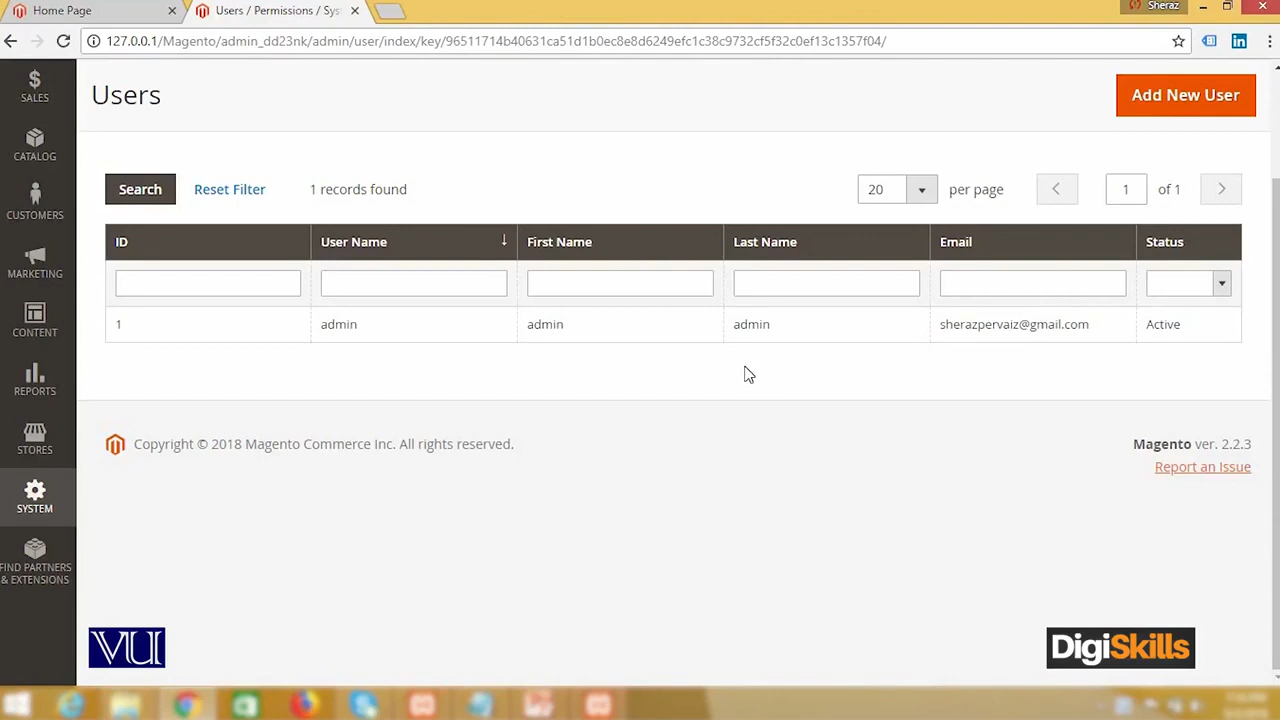 Home Page
Users / Permissions / Sys
Sheraz
127.0.0.1/Magento/admin_dd23nk/admin/user/index/key/96511714b40631ca51d1b0ec8e8d6249efc1c38c9732cf5f32c0ef13c1357f04/
SALES
CATALOG
CUSTOMERS
MARKETING
CONTENT
REPORTS
STORES
SYSTEM
FIND PARTNERS
& EXTENSIONS
Users
Add New User
Search Reset Filter 1 records found 20 per page 1 of 1
ID User Name First Name Last Name Email Status
1 admin admin admin sherazpervaiz@gmail.com Active
Copyright © 2018 Magento Commerce Inc. All rights reserved.
Magento ver. 2.2.3
Report an Issue
VU
DigiSkills